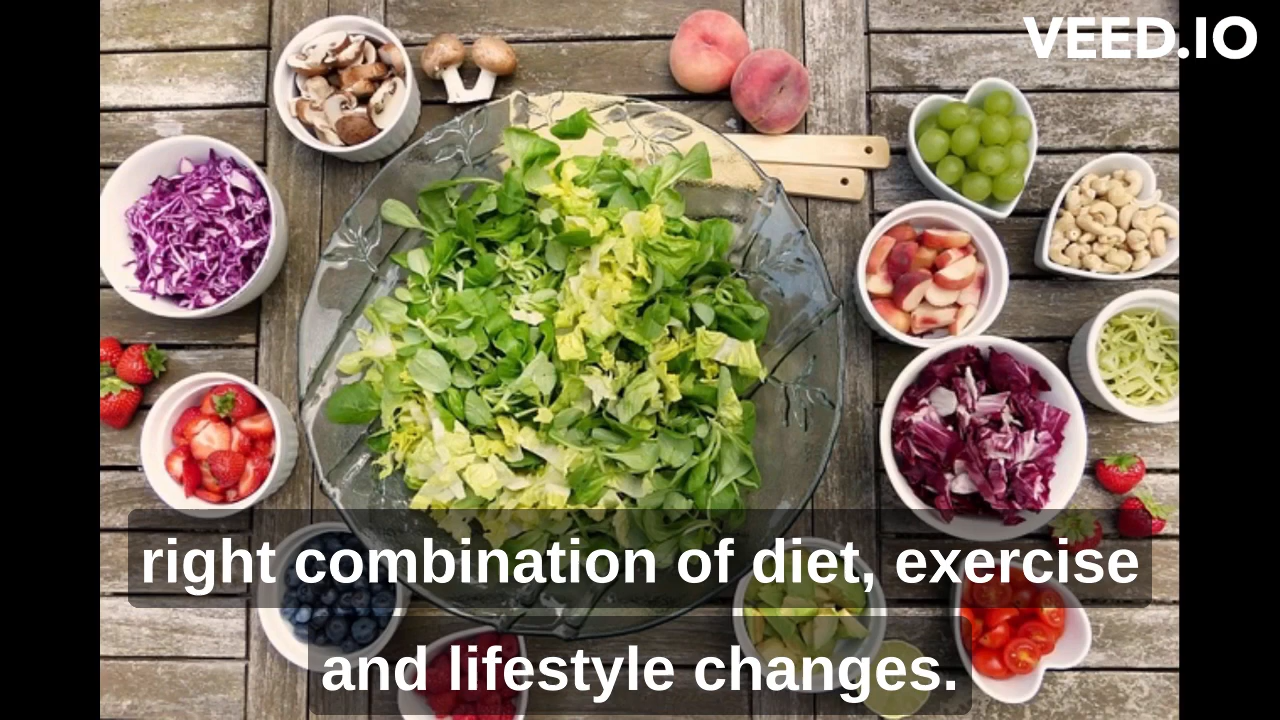 VEED.IO
right combination of diet, exercise
and lifestyle changes.